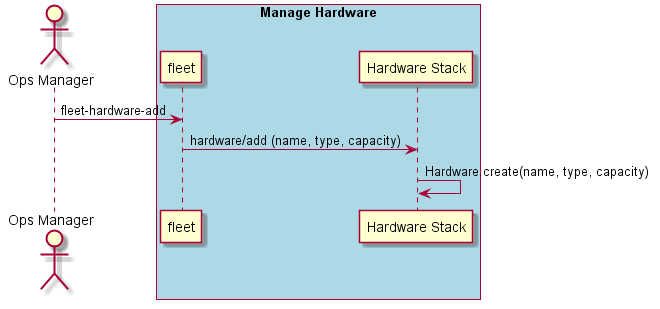 Manage Hardware
Ops Manager
fleet
Hardware Stack
fleet-hardware-add
hardware/add (name, type, capacity)
Hardware create(name, type, capacity)
Ops Manager
fleet
Hardware Stack